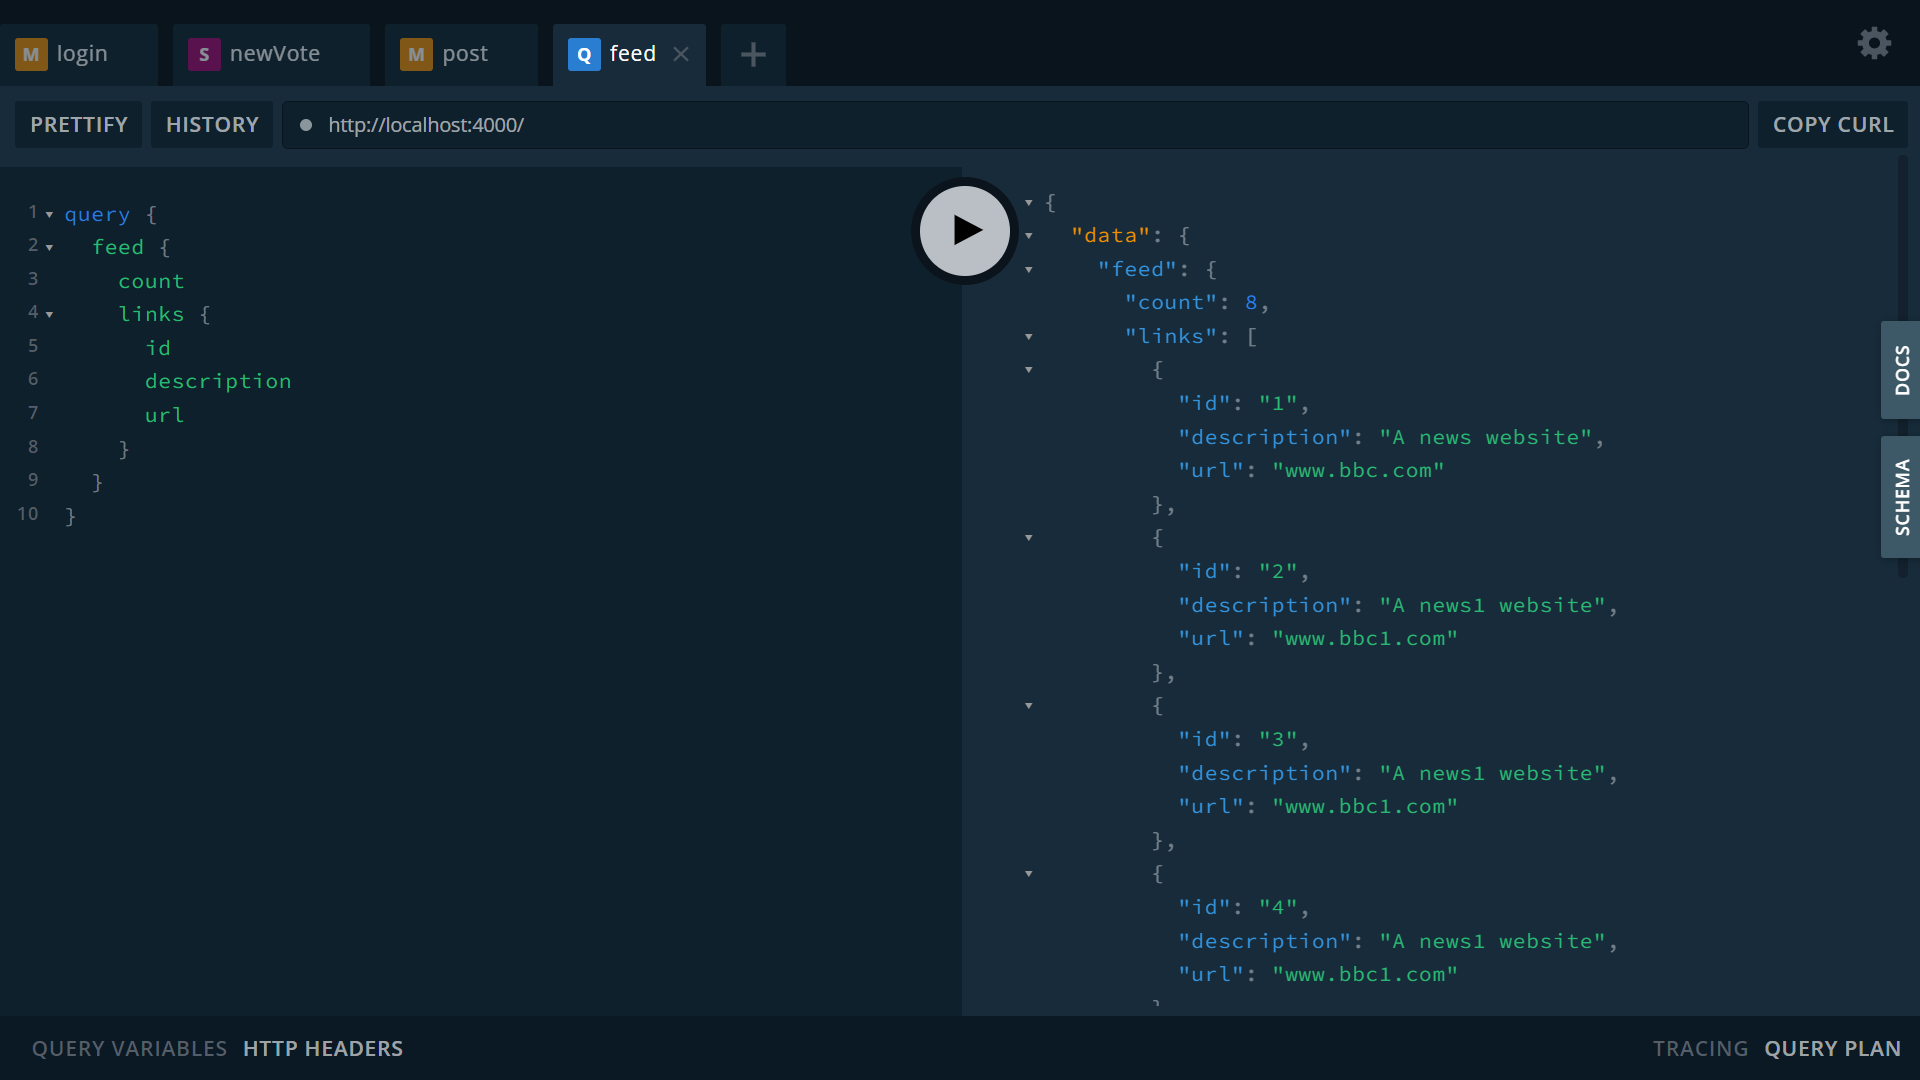 M login
S newVote
M post
Q feed
PRETTIFY
HISTORY
http://localhost:4000/
COPY CURL
1 query {
2 feed {
3 count
4 links {
5 id
6 description
7 url
8 }
9 }
10 }
{
"data": {
"feed": {
"count": 8,
"links": [
{
"id": "1",
"description": "A news website",
"url": "www.bbc.com"
},
{
"id": "2",
"description": "A news1 website",
"url": "www.bbc1.com"
},
{
"id": "3",
"description": "A news1 website",
"url": "www.bbc1.com"
},
{
"id": "4",
"description": "A news1 website",
"url": "www.bbc1.com"
}
DOCS
SCHEMA
QUERY VARIABLES
HTTP HEADERS
TRACING
QUERY PLAN